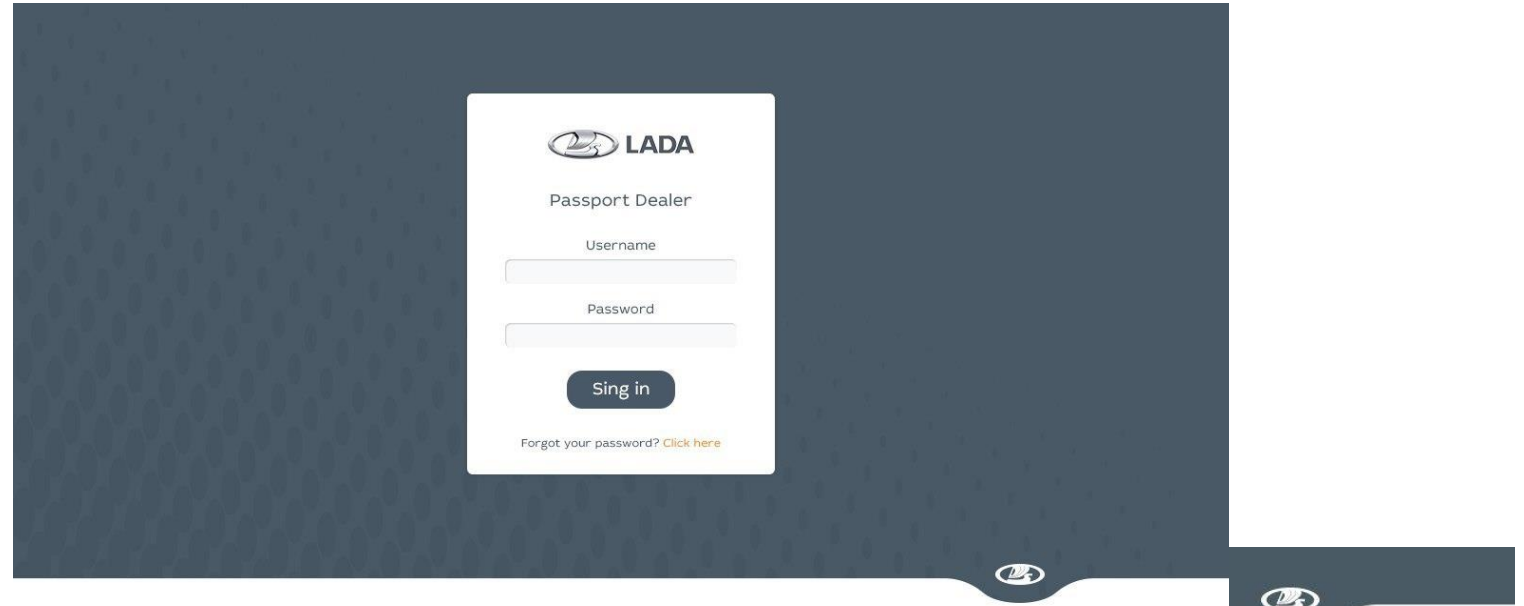 LADA
Passport Dealer
Username
Password
Sing in
Forgot your password? Click here